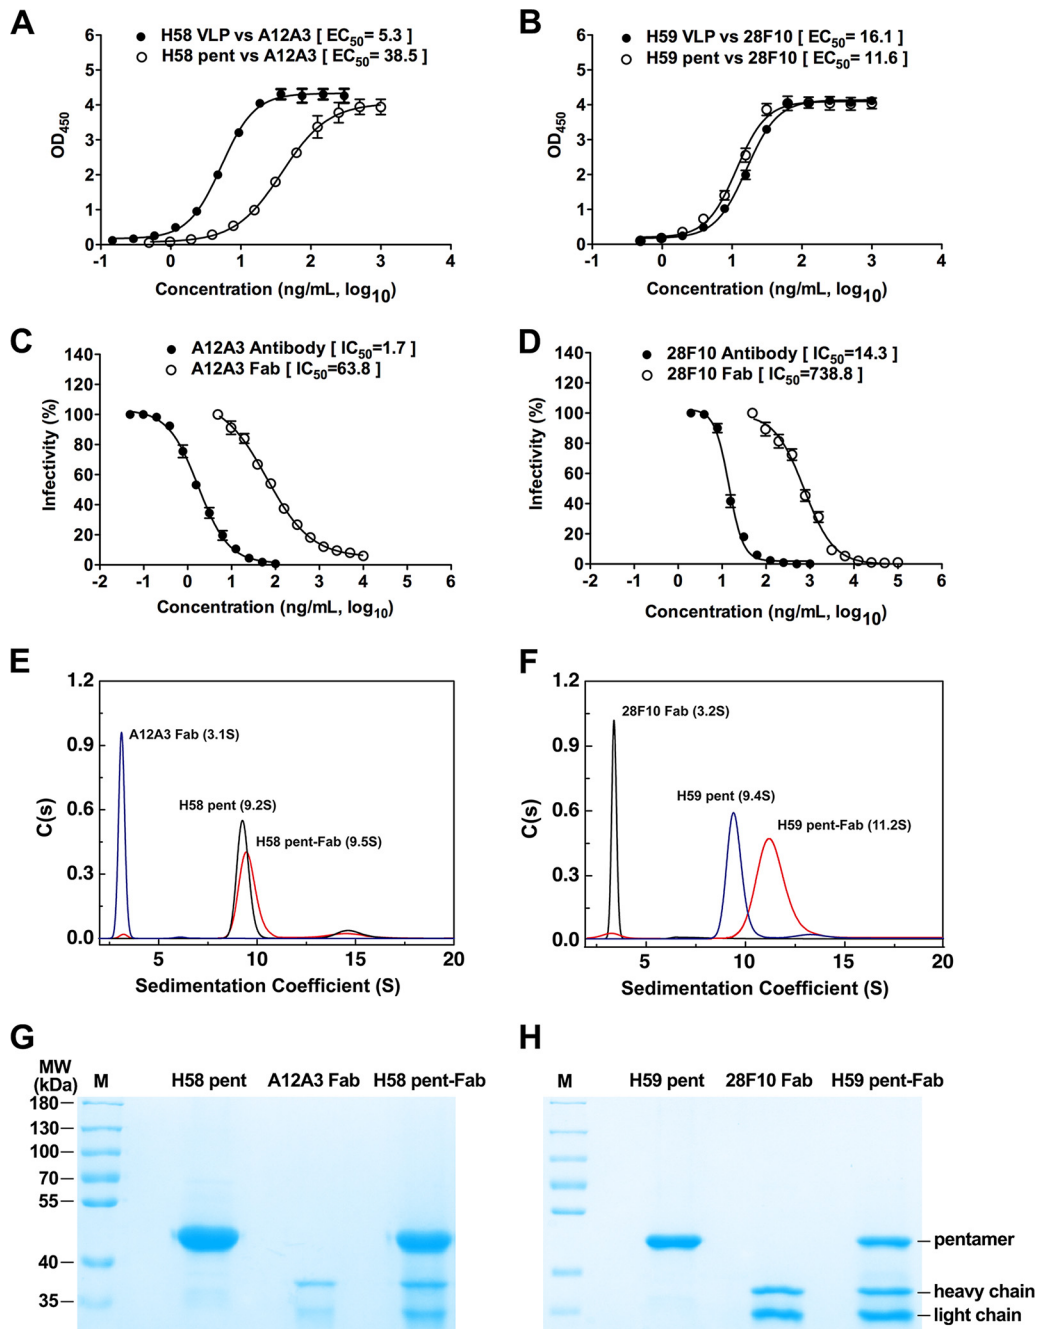 A
H58 VLP vs A12A3 [ EC50= 5.3 ]
H58 pent vs A12A3 [ EC50= 38.5 ]
6
5
4
3
2
1
0
OD450
-1 0 1 2 3 4
Concentration (ng/mL, log10)
B
H59 VLP vs 28F10 [ EC50= 16.1 ]
H59 pent vs 28F10 [ EC50= 11.6 ]
6
5
4
3
2
1
0
OD450
-1 0 1 2 3 4
Concentration (ng/mL, log10)
C
A12A3 Antibody [ IC50=1.7 ]
A12A3 Fab [ IC50=63.8 ]
140
120
100
80
60
40
20
0
Infectivity (%)
-2 -1 0 1 2 3 4 5 6
Concentration (ng/mL, log10)
D
28F10 Antibody [ IC50=14.3 ]
28F10 Fab [ IC50=738.8 ]
140
120
100
80
60
40
20
0
Infectivity (%)
-2 -1 0 1 2 3 4 5 6
Concentration (ng/mL, log10)
E
1.2
0.9
0.6
0.3
0.0
C(s)
A12A3 Fab (3.1S)
H58 pent (9.2S)
H58 pent-Fab (9.5S)
5 10 15 20
Sedimentation Coefficient (S)
F
1.2
0.9
0.6
0.3
0.0
C(s)
28F10 Fab (3.2S)
H59 pent (9.4S)
H59 pent-Fab (11.2S)
5 10 15 20
Sedimentation Coefficient (S)
G
MW
(kDa)
M H58 pent A12A3 Fab H58 pent-Fab
180
130
100
70
55
40
35
H
M H59 pent 28F10 Fab H59 pent-Fab
pentamer
heavy chain
light chain